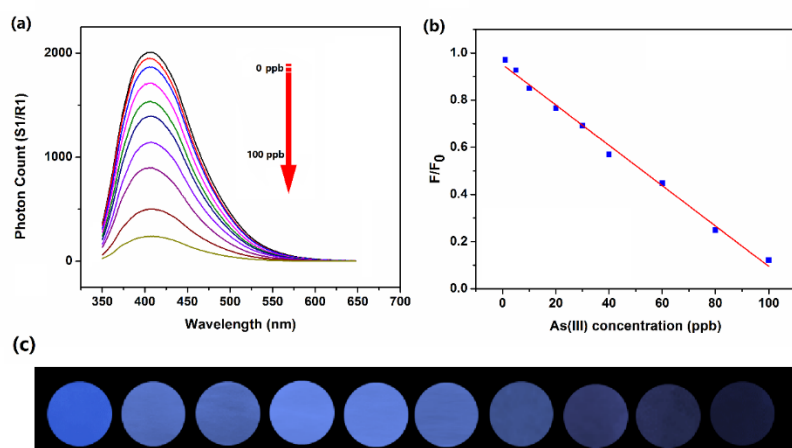 (a)
2000
1000
0
Photon Count (S1/R1)
0 ppb
100 ppb
350 400 450 500 550 600 650 700
Wavelength (nm)
(b)
1.0
0.8
0.6
0.4
0.2
0.0
F/F0
0 20 40 60 80 100
As(III) concentration (ppb)
(c)